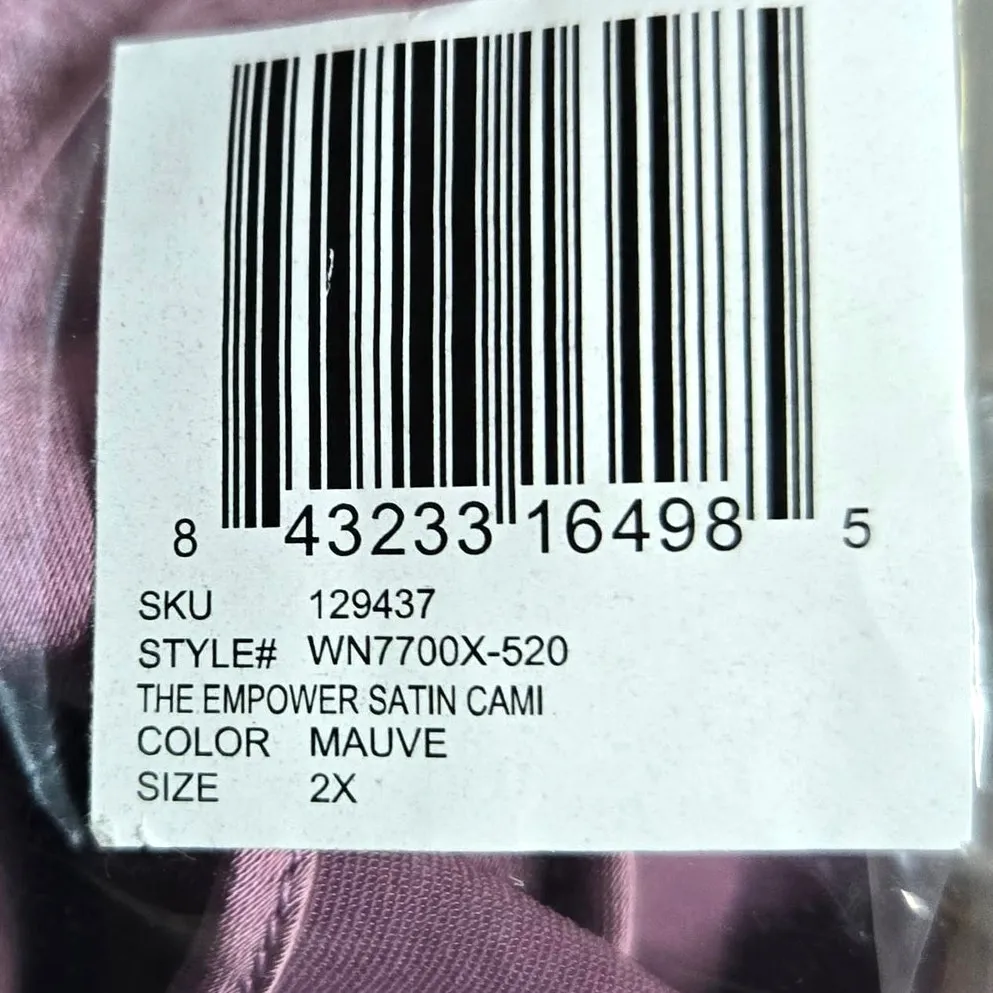 8 43233 16498 5
SKU 129437
STYLE# WN7700X-520
THE EMPOWER SATIN CAMI
COLOR MAUVE
SIZE 2X